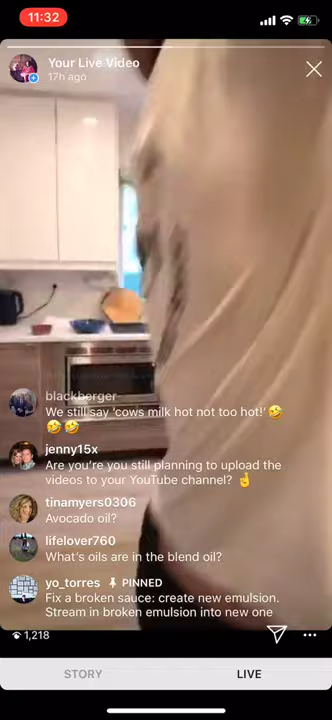 11:32
Your Live Video
17h ago
blackberger
We still say 'cows milk hot not too hot!'🤣
🤣🤣
jenny15x
Are you're you still planning to upload the
videos to your YouTube channel? 🤞
tinamyers0306
Avocado oil?
lifelover760
What's oils are in the blend oil?
yo_torres PINNED
Fix a broken sauce: create new emulsion.
Stream in broken emulsion into new one
1,218
STORY LIVE